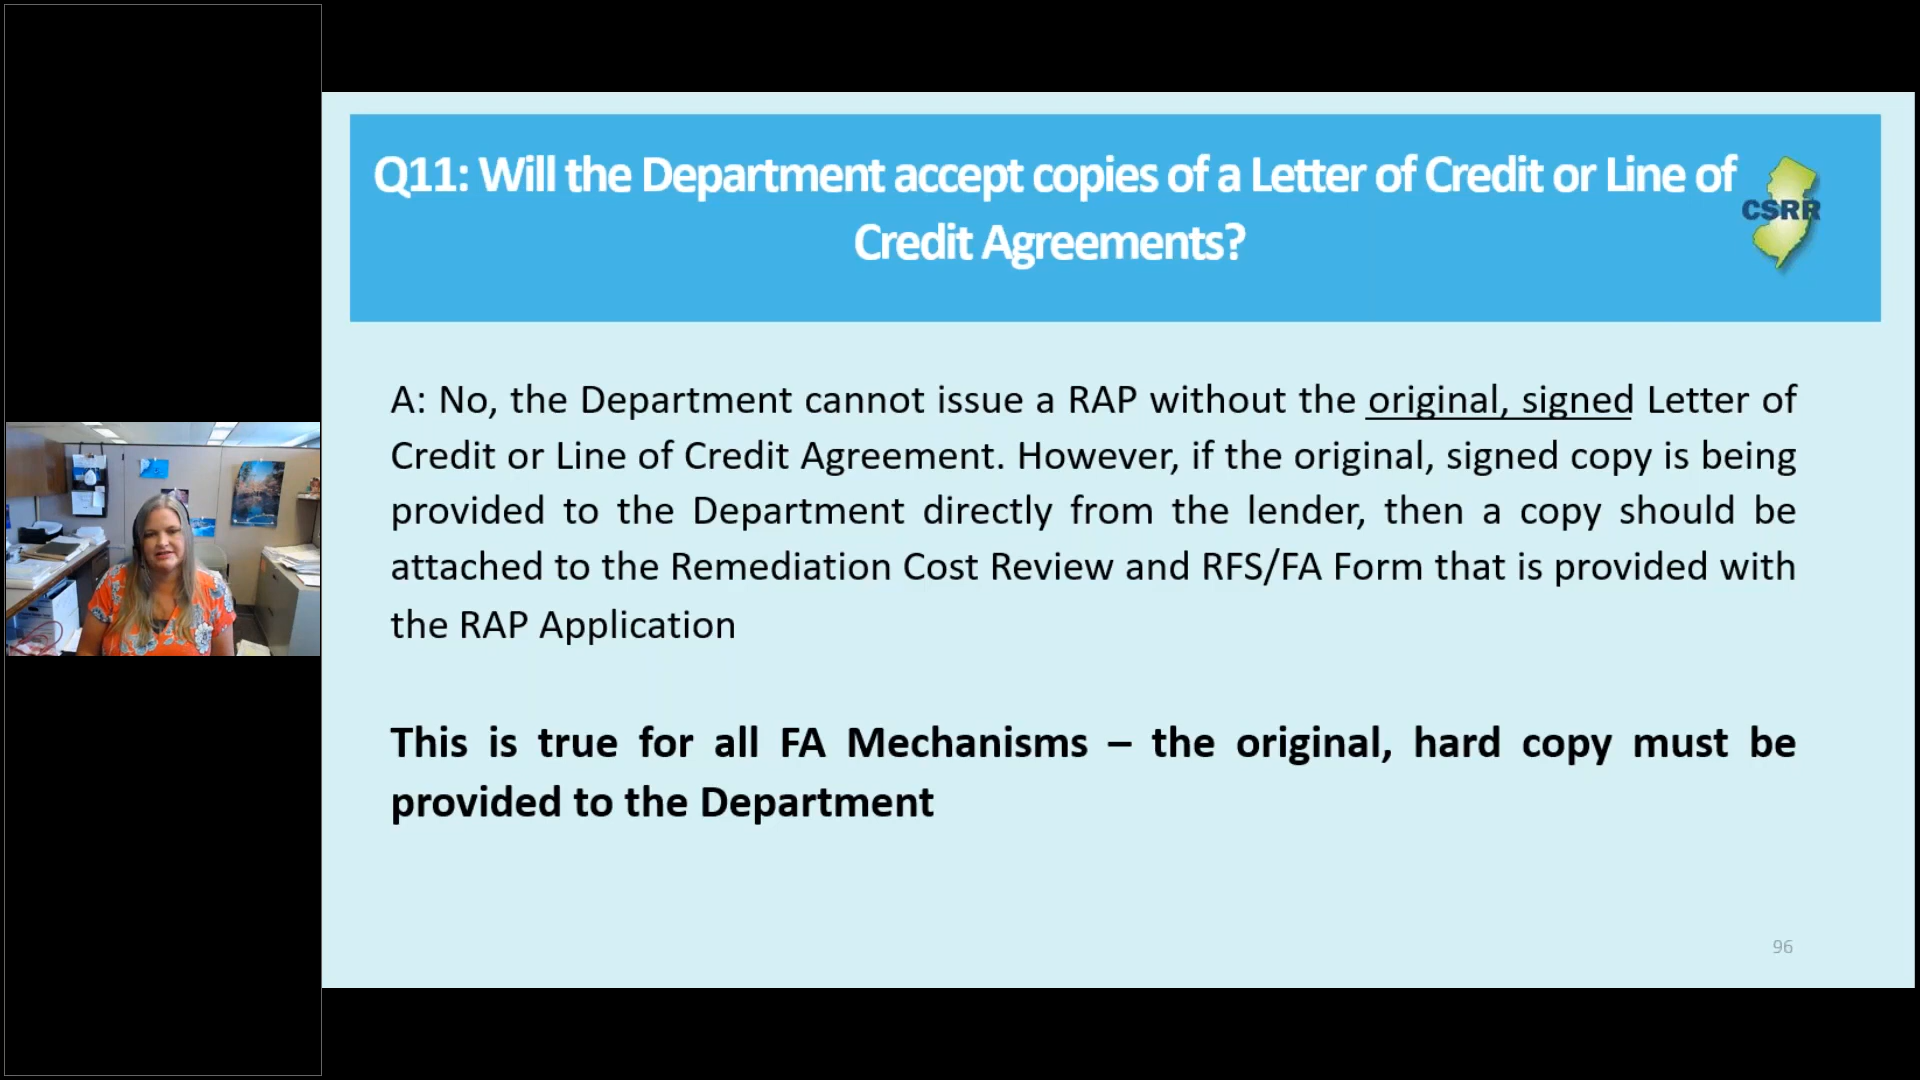 Q11: Will the Department accept copies of a Letter of Credit or Line of
Credit Agreements?
CSRR
A: No, the Department cannot issue a RAP without the original, signed Letter of
Credit or Line of Credit Agreement. However, if the original, signed copy is being
provided to the Department directly from the lender, then a copy should be
attached to the Remediation Cost Review and RFS/FA Form that is provided with
the RAP Application
This is true for all FA Mechanisms – the original, hard copy must be
provided to the Department
96